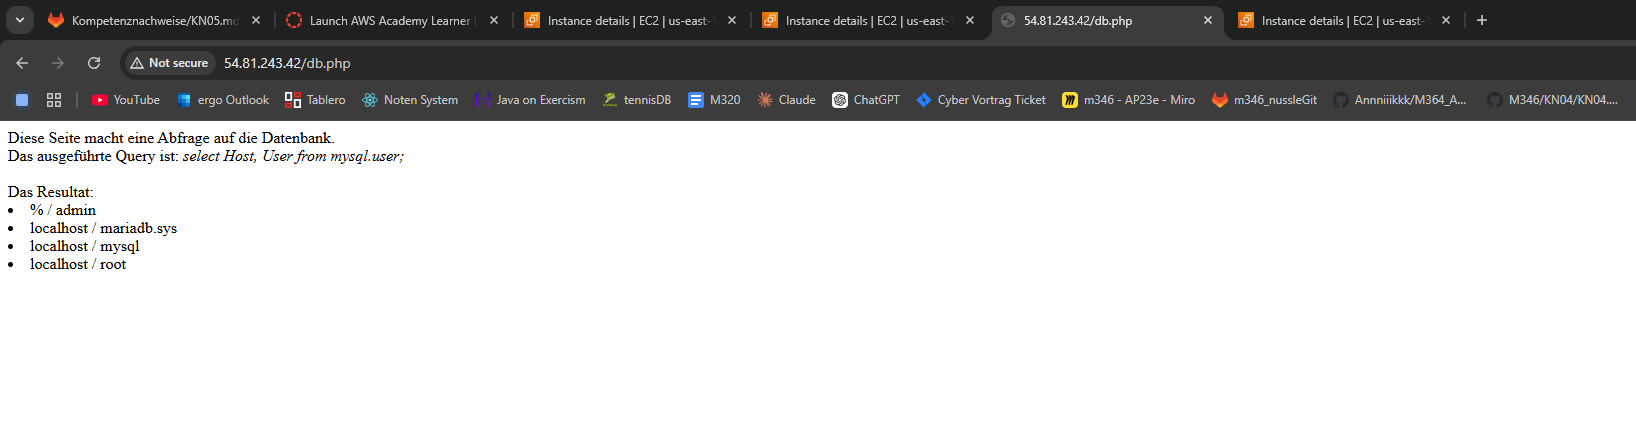 Kompetenznachweise/KN05.md
Launch AWS Academy Learner L
Instance details | EC2 | us-east-1
Instance details | EC2 | us-east-1
54.81.243.42/db.php
Instance details | EC2 | us-east-1
Not secure
54.81.243.42/db.php
YouTube
ergo Outlook
Tablero
Noten System
Java on Exercism
tennisDB
M320
Claude
ChatGPT
Cyber Vortrag Ticket
m346 - AP23e - Miro
m346_nussleGit
Annniiikkk/M364_A...
M346/KN04/KN04....
Diese Seite macht eine Abfrage auf die Datenbank.
Das ausgeführte Query ist: select Host, User from mysql.user;
Das Resultat:
• % / admin
• localhost / mariadb.sys
• localhost / mysql
• localhost / root